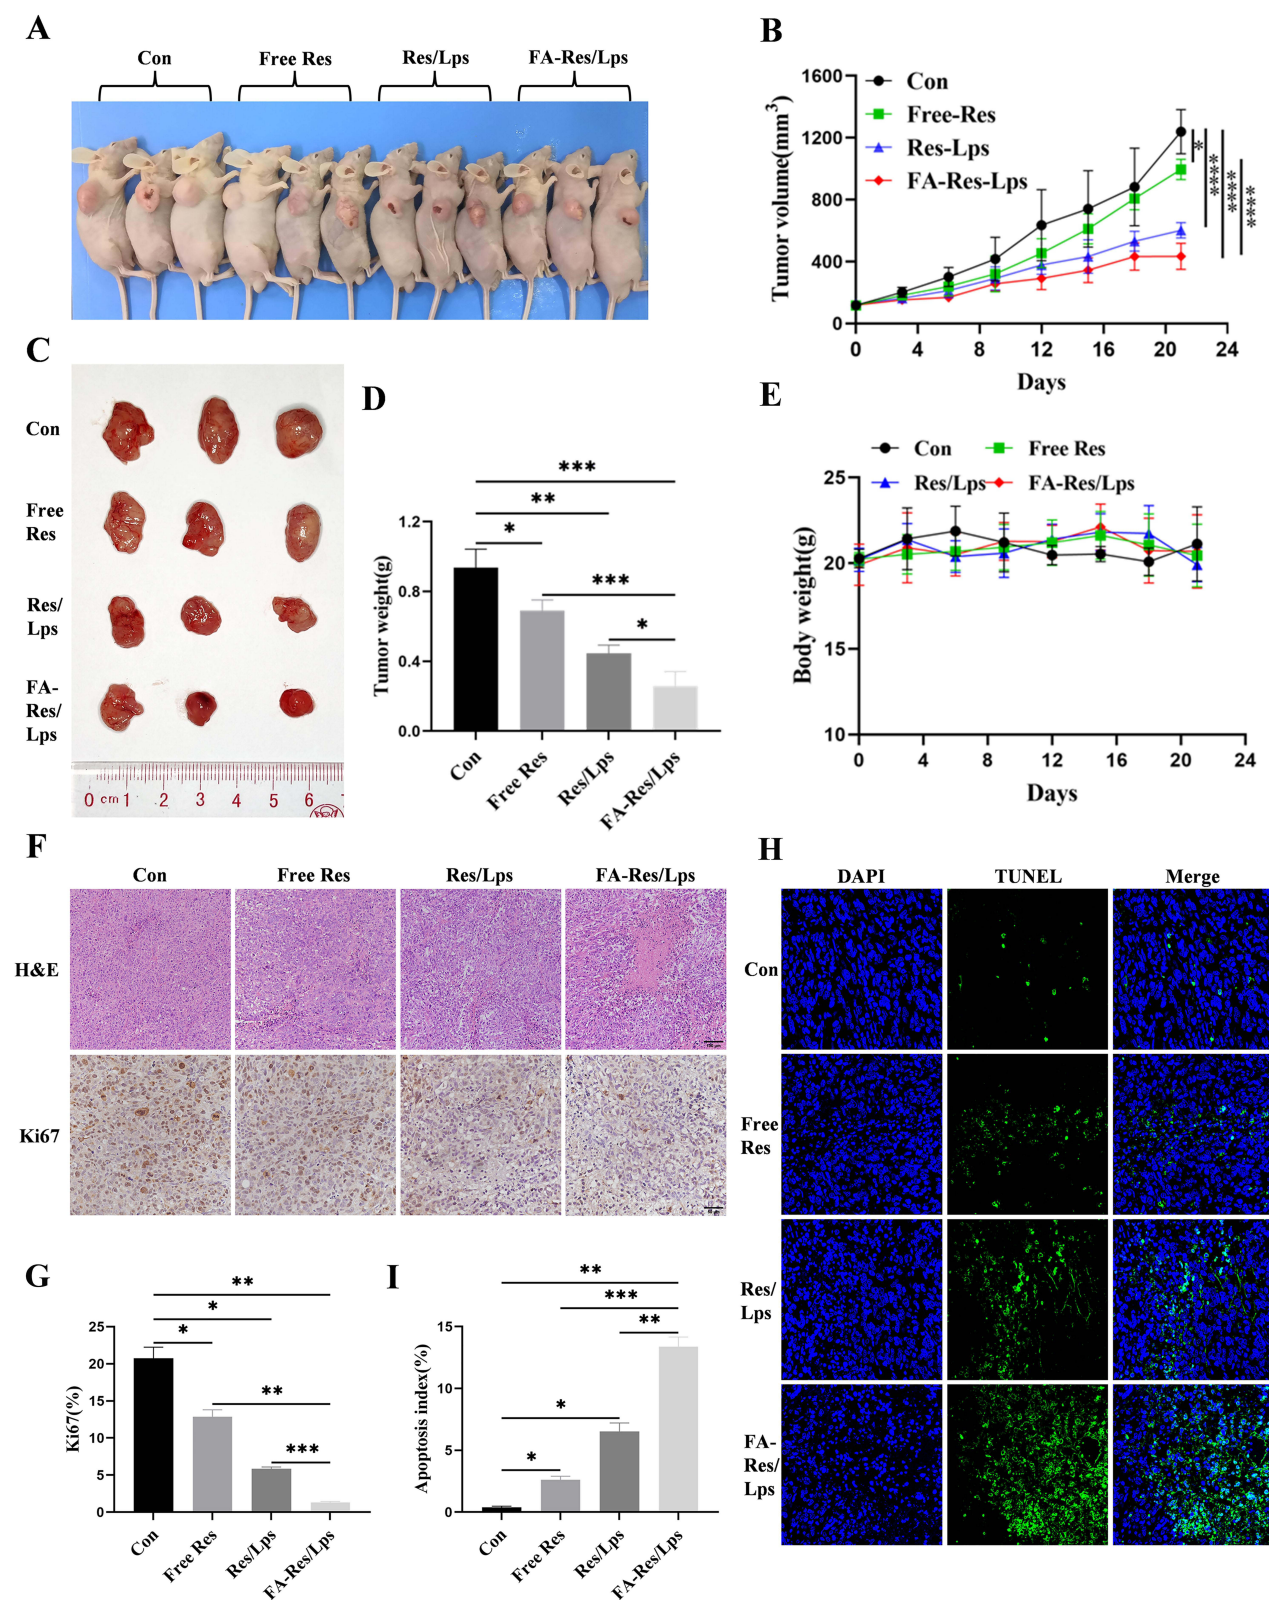 A
Con
Free Res
Res/Lps
FA-Res/Lps
B
Tumor volume(mm3)
1600
1200
800
400
0
Con
Free-Res
Res-Lps
FA-Res-Lps
*
****
****
****
0
4
8
12
16
20
24
Days
C
Con
Free
Res
Res/
Lps
FA-
Res/
Lps
0 cm 1 2 3 4 5 6
D
***
**
*
***
*
Tumor weight(g)
1.2
0.8
0.4
0.0
Con
Free Res
Res/Lps
FA-Res/Lps
E
Con
Free Res
Res/Lps
FA-Res/Lps
Body weight(g)
25
20
15
10
0
4
8
12
16
20
24
Days
F
Con
Free Res
Res/Lps
FA-Res/Lps
H&E
Ki67
G
**
*
*
**
***
Ki67(%)
25
20
15
10
5
0
Con
Free Res
Res/Lps
FA-Res/Lps
I
**
***
**
*
*
Apoptosis index(%)
15
10
5
0
Con
Free Res
Res/Lps
FA-Res/Lps
H
DAPI
TUNEL
Merge
Con
Free
Res
Res/
Lps
FA-
Res/
Lps